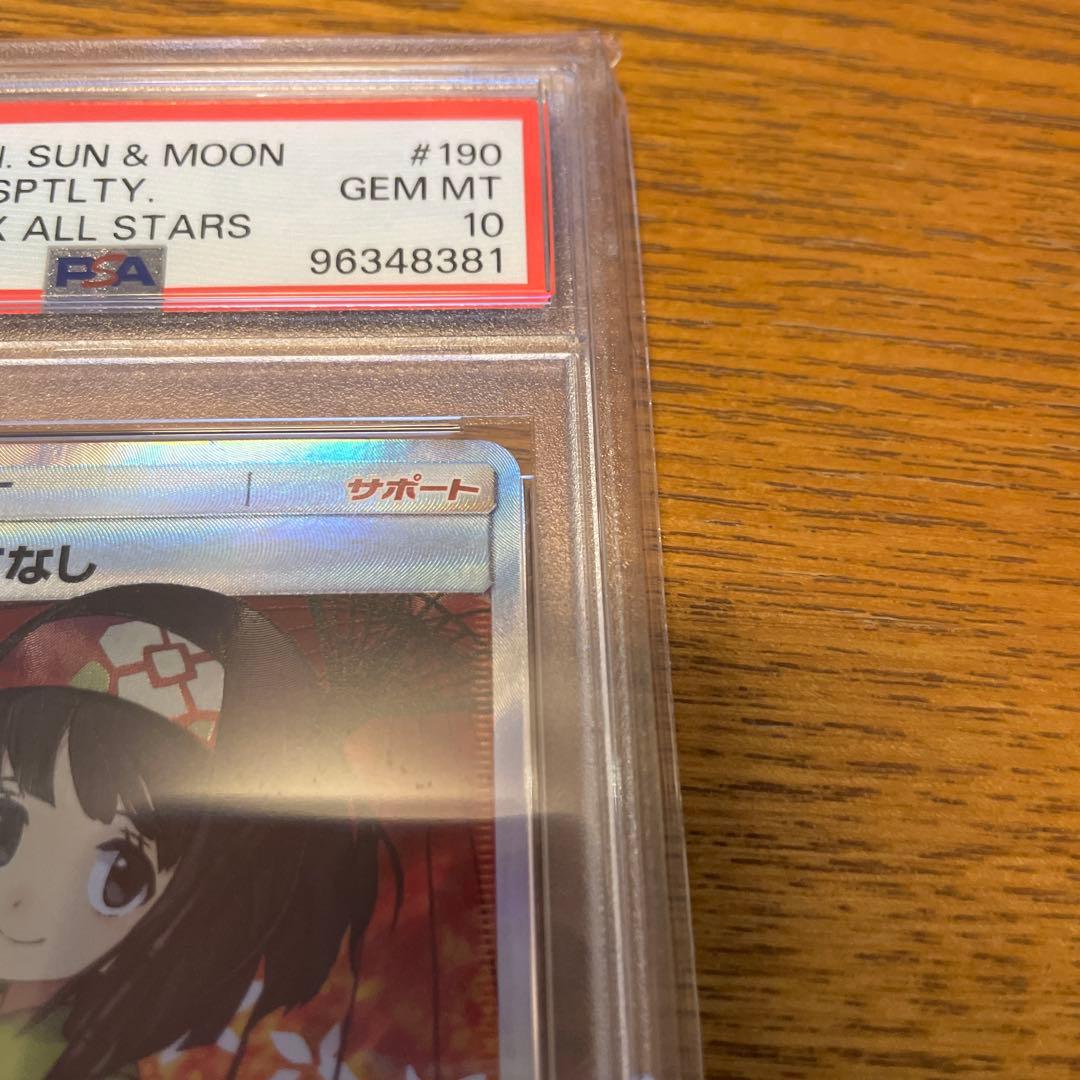 . SUN & MOON #190
SPTLTY. GEM MT
X ALL STARS 10
PSA 96348381
サポート
なし